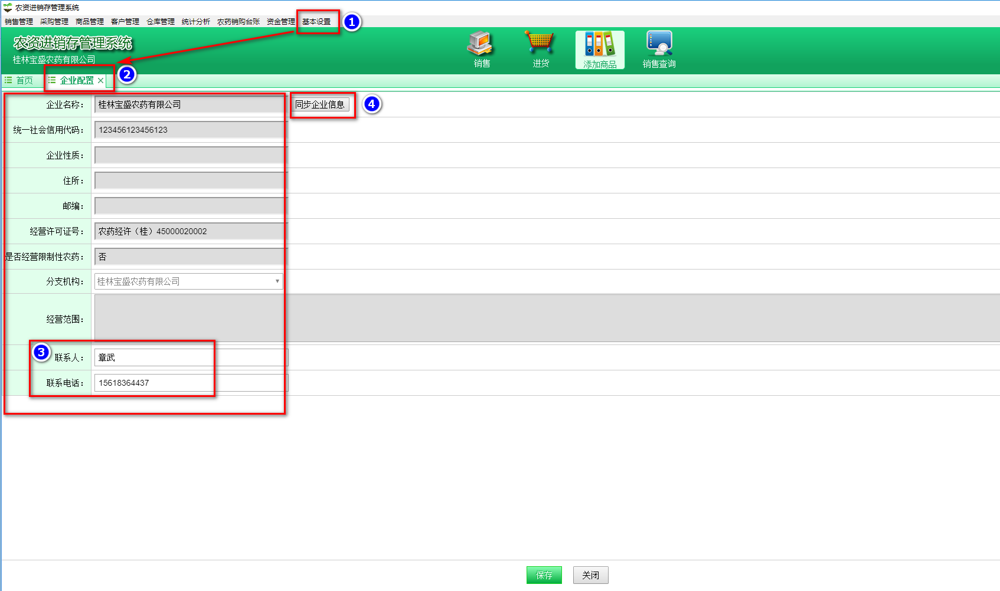 农资进销存管理系统
销售管理 采购管理 商品管理 客户管理 仓库管理 统计分析 农药销购台账 资金管理 基本设置 1
农资进销存管理系统
桂林宝盛农药有限公司
销售 进货 添加商品 销售查询
首页 企业配置 2
企业名称： 桂林宝盛农药有限公司 同步企业信息 4
统一社会信用代码： 123456123456123
企业性质：
住所：
邮编：
经营许可证号： 农药经许（桂）45000020002
是否经营限制性农药： 否
分支机构： 桂林宝盛农药有限公司
经营范围：
3 联系人： 章武
联系电话： 15618364437
保存 关闭